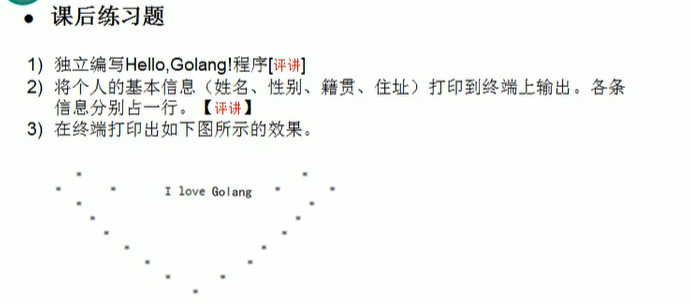 课后练习题
1) 独立编写Hello,Golang!程序[评讲]
2) 将个人的基本信息（姓名、性别、籍贯、住址）打印到终端上输出。各条
信息分别占一行。【评讲】
3) 在终端打印出如下图所示的效果。
I love Golang